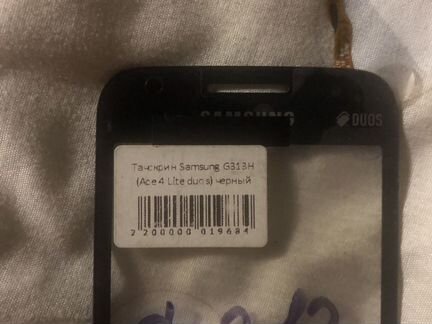 SAMSUNG
DUOS
Тачскрин Samsung G313H
(Ace 4 Lite duos) черный
2 200000 019684